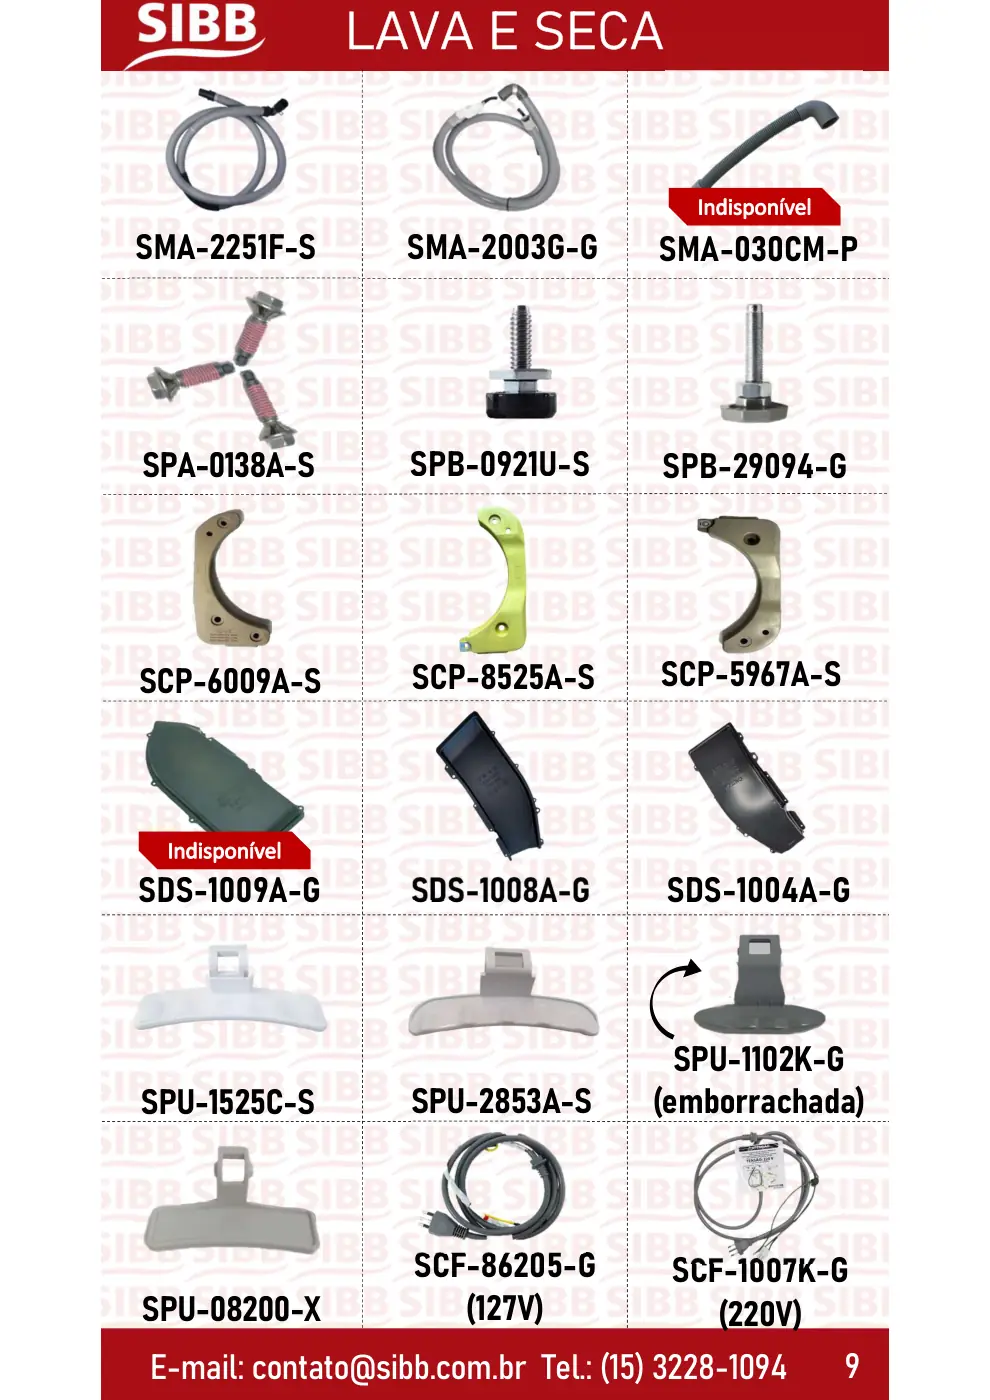 SIBB
LAVA E SECA
SMA-2251F-S
SMA-2003G-G
Indisponível
SMA-030CM-P
SPA-0138A-S
SPB-0921U-S
SPB-29094-G
SCP-6009A-S
SCP-8525A-S
SCP-5967A-S
Indisponível
SDS-1009A-G
SDS-1008A-G
SDS-1004A-G
SPU-1525C-S
SPU-2853A-S
SPU-1102K-G
(emborrachada)
SPU-08200-X
SCF-86205-G
(127V)
SCF-1007K-G
(220V)
E-mail: contato@sibb.com.br Tel.: (15) 3228-1094
9